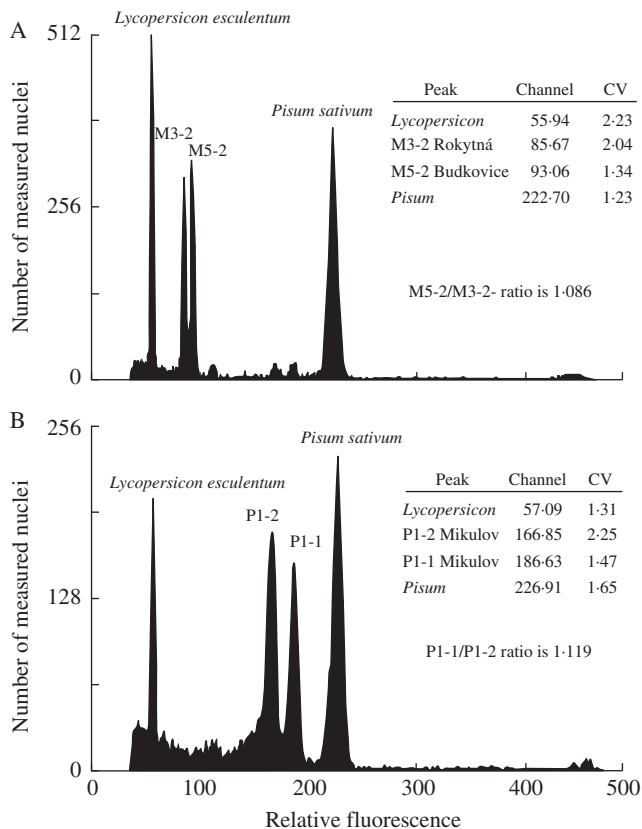 A
512
256
0
Number of measured nuclei
Lycopersicon esculentum
M3-2
M5-2
Pisum sativum
Peak Channel CV
Lycopersicon 55·94 2·23
M3-2 Rokytná 85·67 2·04
M5-2 Budkovice 93·06 1·34
Pisum 222·70 1·23
M5-2/M3-2- ratio is 1·086
B
256
128
0
Number of measured nuclei
Lycopersicon esculentum
P1-2
P1-1
Pisum sativum
Peak Channel CV
Lycopersicon 57·09 1·31
P1-2 Mikulov 166·85 2·25
P1-1 Mikulov 186·63 1·47
Pisum 226·91 1·65
P1-1/P1-2 ratio is 1·119
0 100 200 300 400 500
Relative fluorescence